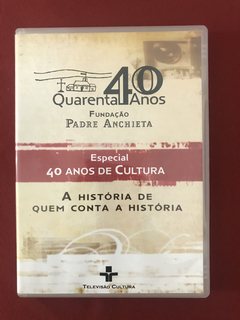 40
Quarenta Anos
Fundação
Padre Anchieta
Especial
40 anos de Cultura
A história de
quem conta a história
Televisão Cultura